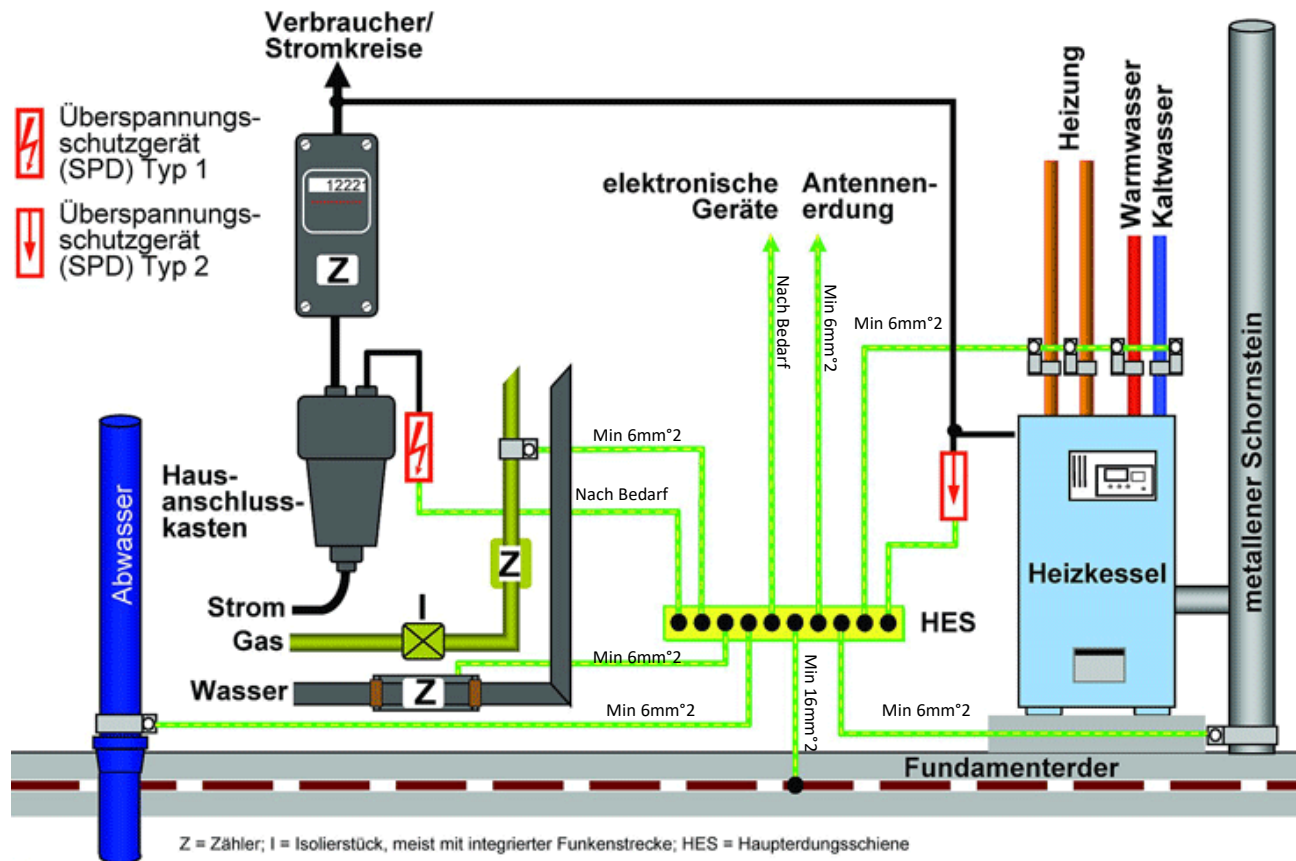 Verbraucher/
Stromkreise
Überspannungs-
schutzgerät
(SPD) Typ 1
Überspannungs-
schutzgerät
(SPD) Typ 2
12221
Z
elektronische
Geräte
Antennen-
erdung
Heizung
Warmwasser
Kaltwasser
metallener Schornstein
Nach Bedarf
Min 6mm°2
Min 6mm°2
Min 6mm°2
Nach Bedarf
Haus-
anschluss-
kasten
Abwasser
Z
Heizkessel
Strom
I
Gas
HES
Wasser
Z
Min 6mm°2
Min 6mm°2
Min 16mm°2
Min 6mm°2
Fundamenterder
Z = Zähler; I = Isolierstück, meist mit integrierter Funkenstrecke; HES = Haupterdungsschiene